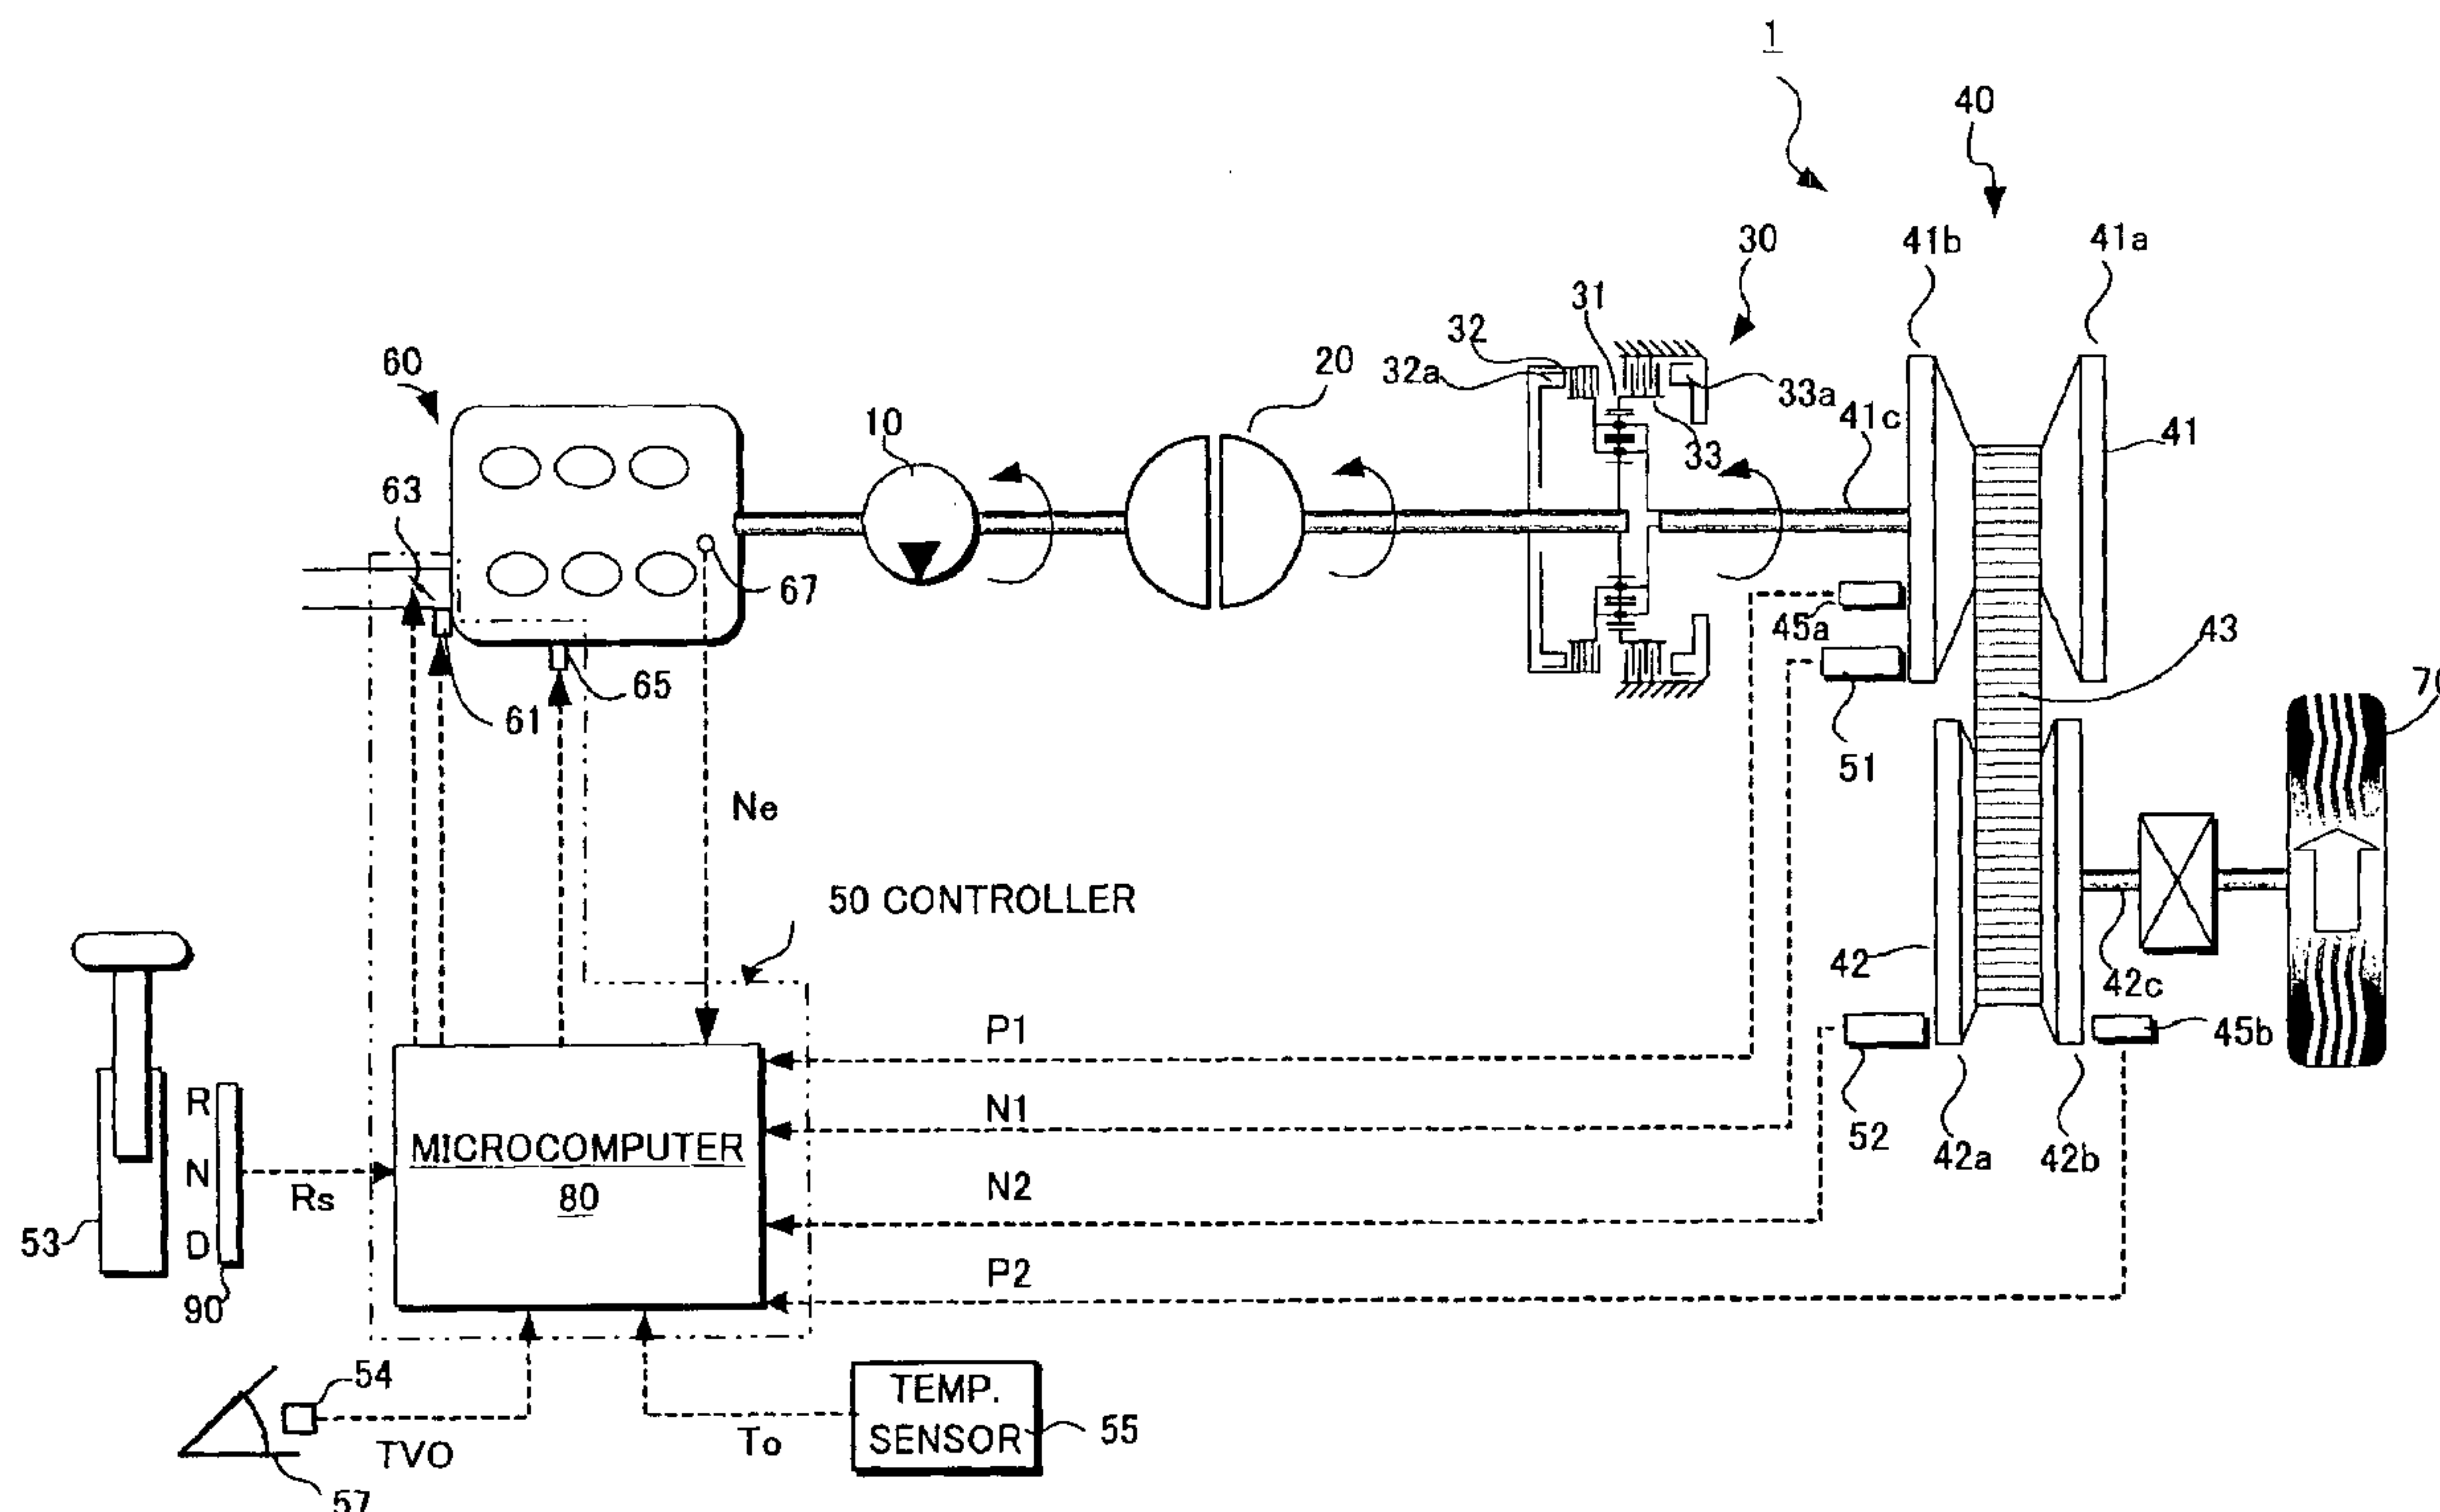 1
40
41b
41a
30
31
32
20
32a
60
33a
10
41c
41
33
63
67
45a
43
65
61
70
51
Ne
50 CONTROLLER
42
42c
P1
45b
R
N1
52
MICROCOMPUTER
N
42a
42b
Rs
80
N2
53
D
P2
90
54
TEMP.
55
To
SENSOR
TVO
57